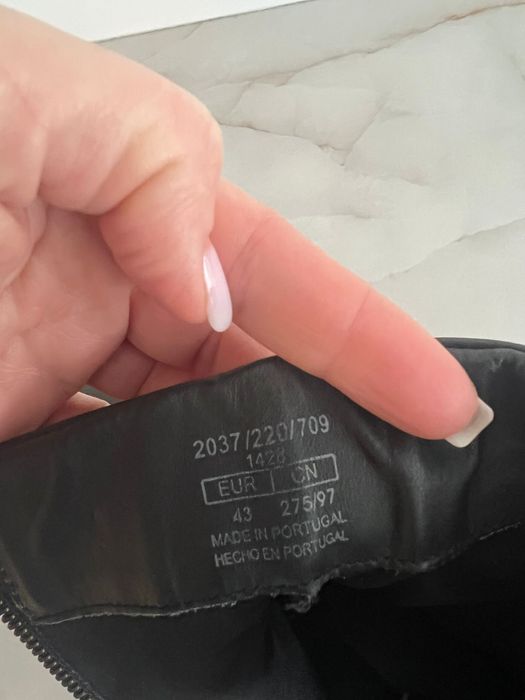 2037/220/709
1428
EUR CN
43 275/97
MADE IN PORTUGAL
HECHO EN PORTUGAL